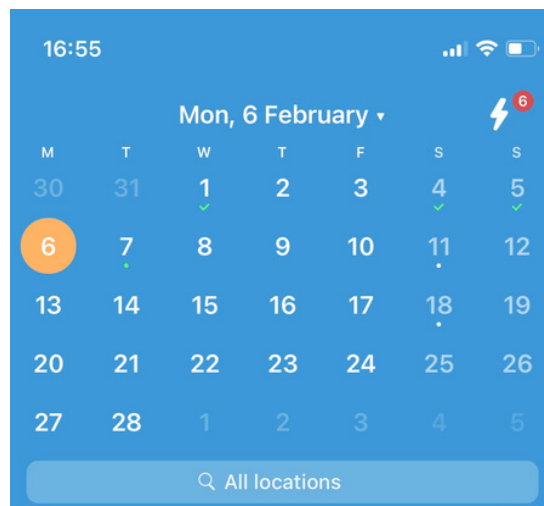 16:55
Mon, 6 February
6
M T W T F S S
30 31 1 2 3 4 5
6 7 8 9 10 11 12
13 14 15 16 17 18 19
20 21 22 23 24 25 26
27 28 1 2 3 4 5
All locations